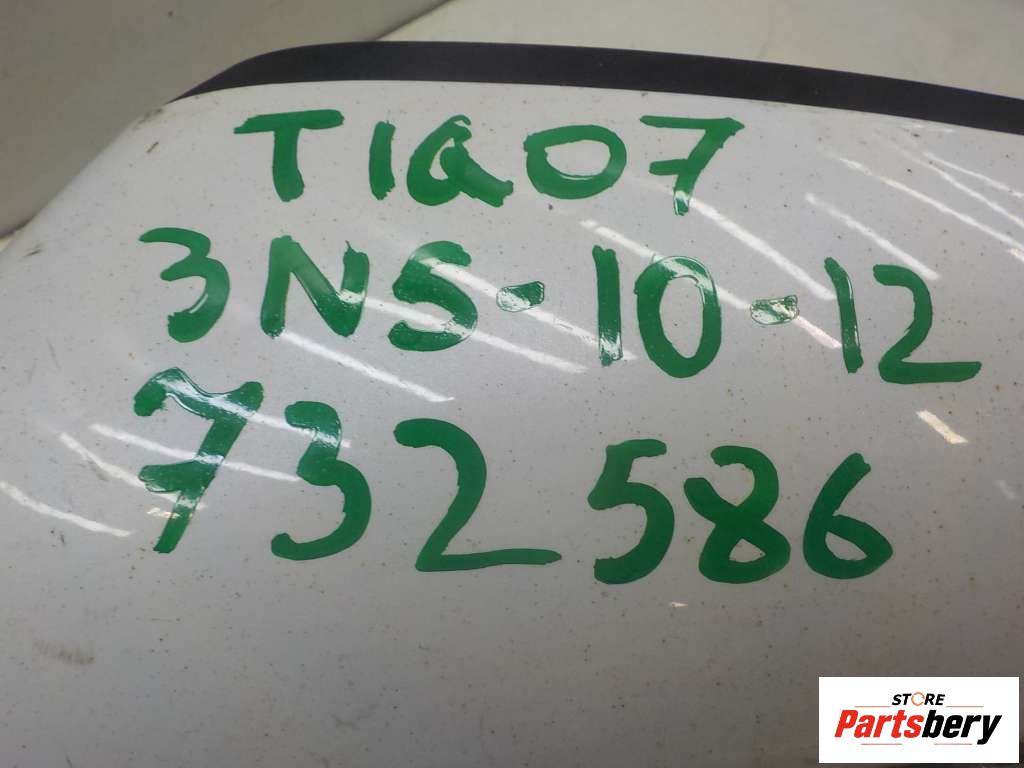 TIQ07
3NS-10-12
732586
STORE
Partsbery